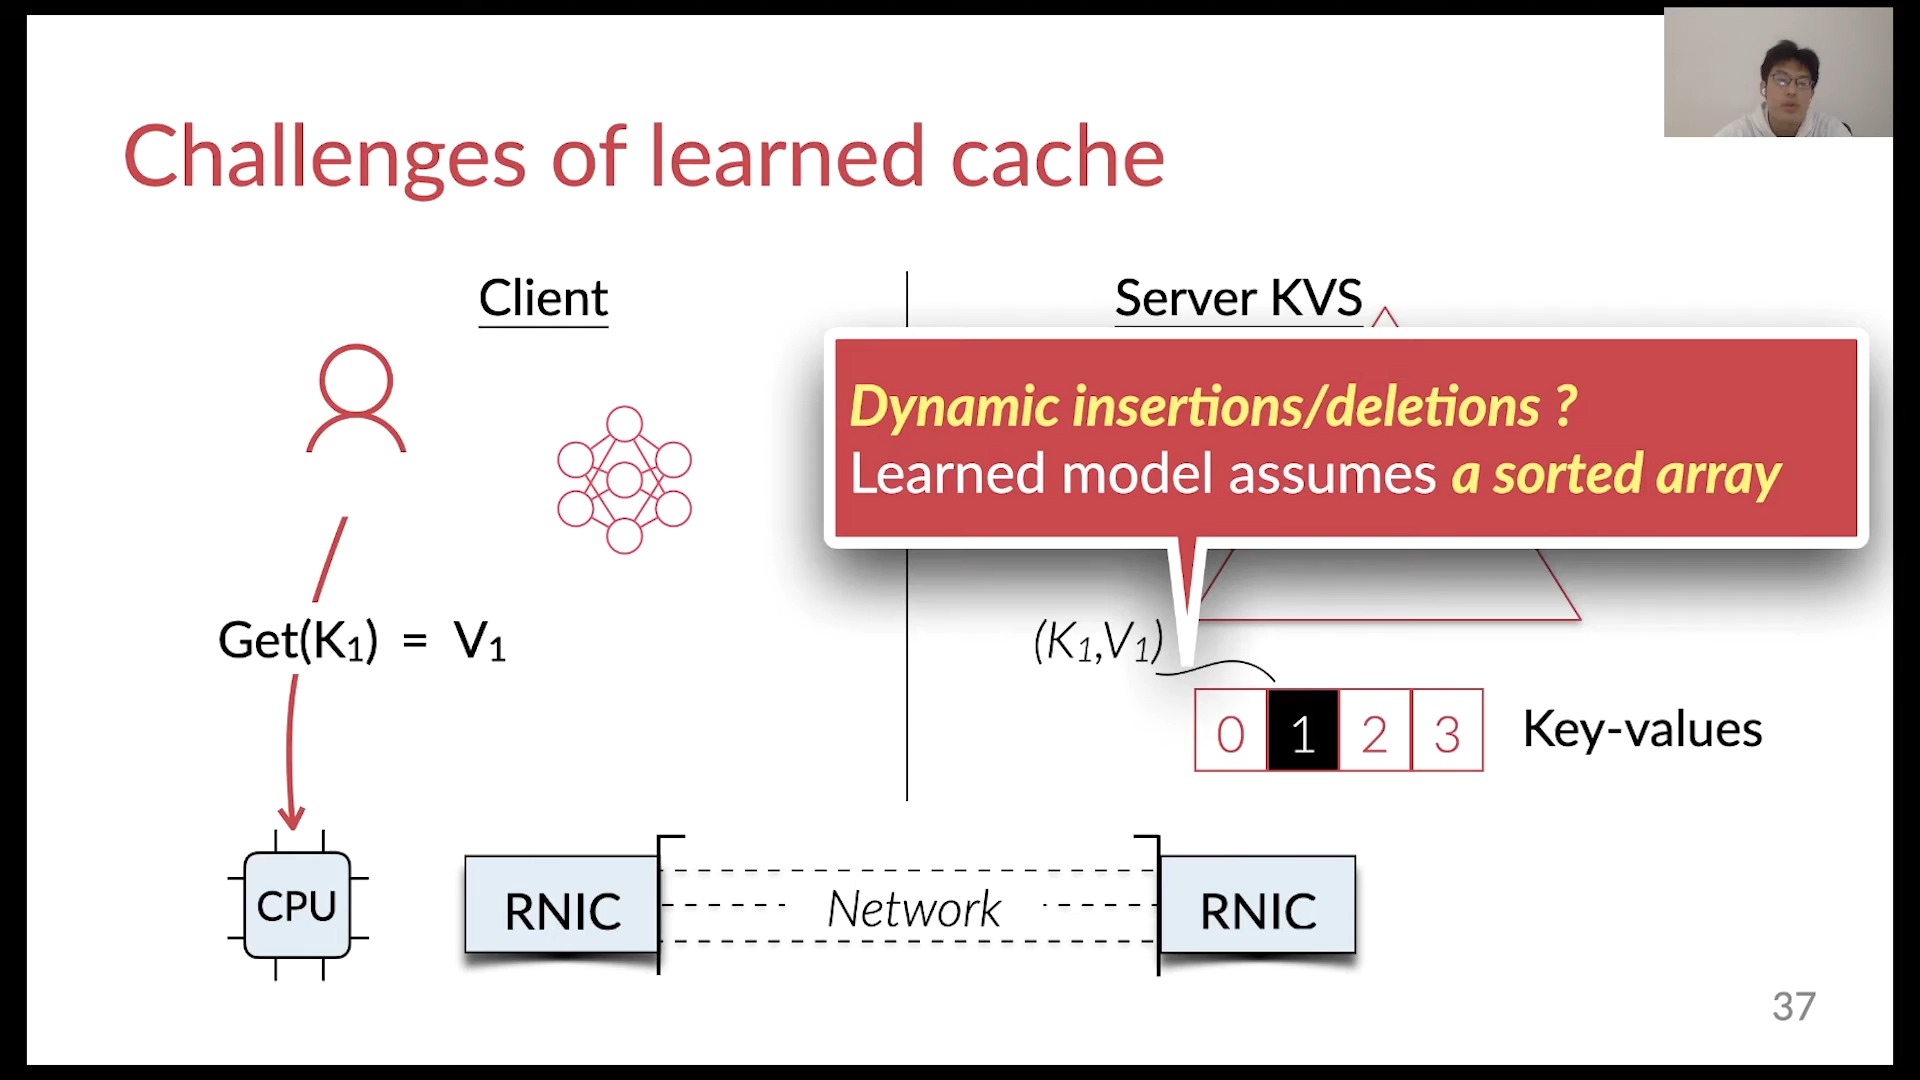 Challenges of learned cache
Client
Server KVS
Dynamic insertions/deletions ?
Learned model assumes a sorted array
Get(K₁) = V₁
(K₁,V₁)
0 1 2 3
Key-values
CPU
RNIC
Network
RNIC
37